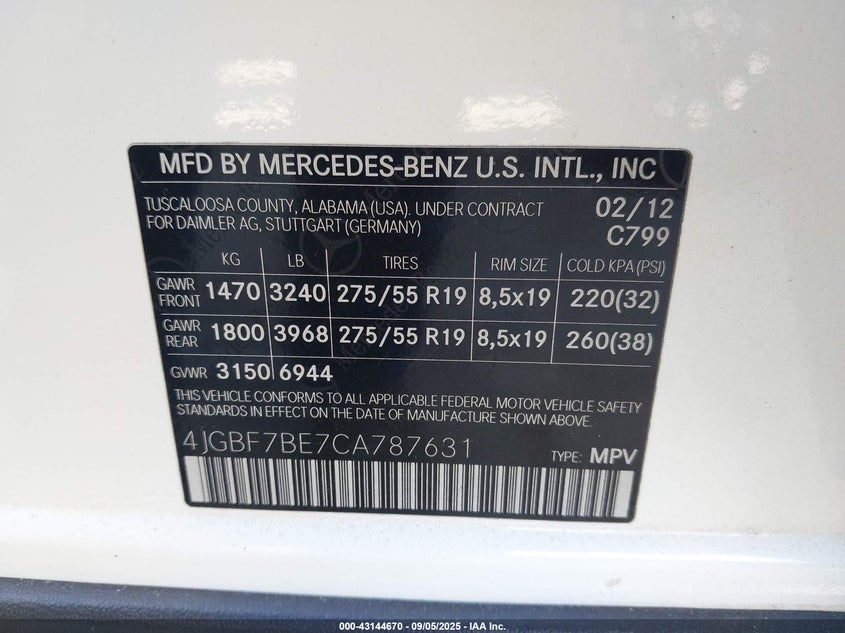 MFD BY MERCEDES-BENZ U.S. INTL., INC
TUSCALOOSA COUNTY, ALABAMA (USA). UNDER CONTRACT
FOR DAIMLER AG, STUTTGART (GERMANY)
02/12
C799
KG LB TIRES RIM SIZE COLD KPA (PSI)
GAWR FRONT 1470 3240 275/55 R19 8,5x19 220(32)
GAWR REAR 1800 3968 275/55 R19 8,5x19 260(38)
GVWR 3150 6944
THIS VEHICLE CONFORMS TO ALL APPLICABLE FEDERAL MOTOR VEHICLE SAFETY
STANDARDS IN EFFECT ON THE DATE OF MANUFACTURE SHOWN ABOVE.
4JGBF7BE7CA787631 TYPE: MPV
000-43144670 - 09/05/2025 - IAA Inc.